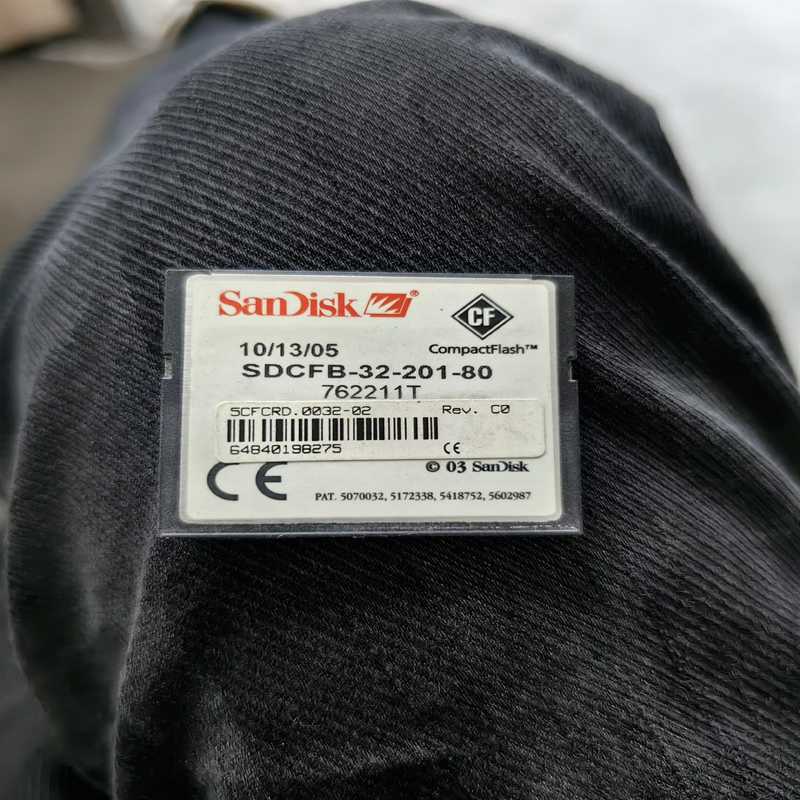 SanDisk®
CF
10/13/05
CompactFlash™
SDCFB-32-201-80
762211T
5CFCRD.0032-02 Rev. C0
64840198275 CE
CE © 03 SanDisk
PAT. 5070032, 5172338, 5418752, 5602987